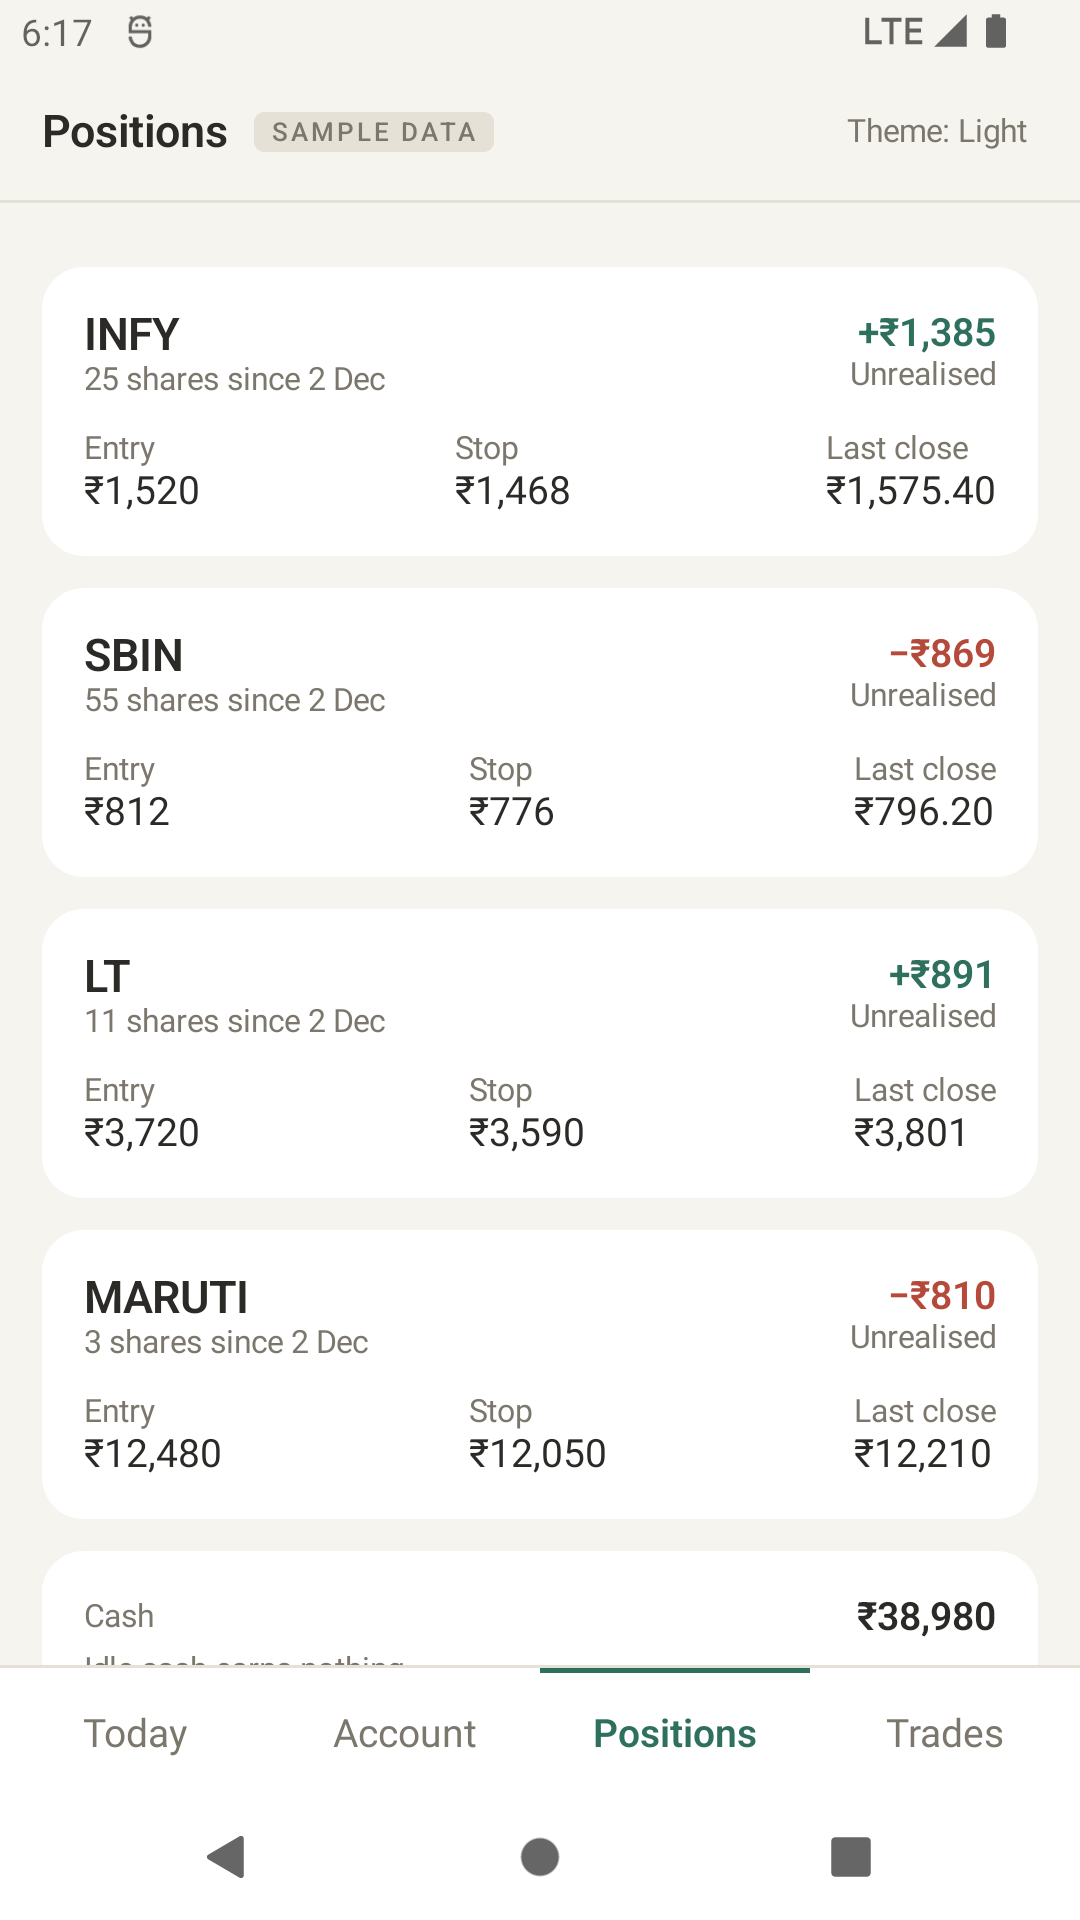 6:17 LTE
Positions SAMPLE DATA Theme: Light
INFY +₹1,385
25 shares since 2 Dec Unrealised
Entry Stop Last close
₹1,520 ₹1,468 ₹1,575.40
SBIN −₹869
55 shares since 2 Dec Unrealised
Entry Stop Last close
₹812 ₹776 ₹796.20
LT +₹891
11 shares since 2 Dec Unrealised
Entry Stop Last close
₹3,720 ₹3,590 ₹3,801
MARUTI −₹810
3 shares since 2 Dec Unrealised
Entry Stop Last close
₹12,480 ₹12,050 ₹12,210
Cash ₹38,980
Idle cash earns nothing
Today Account Positions Trades